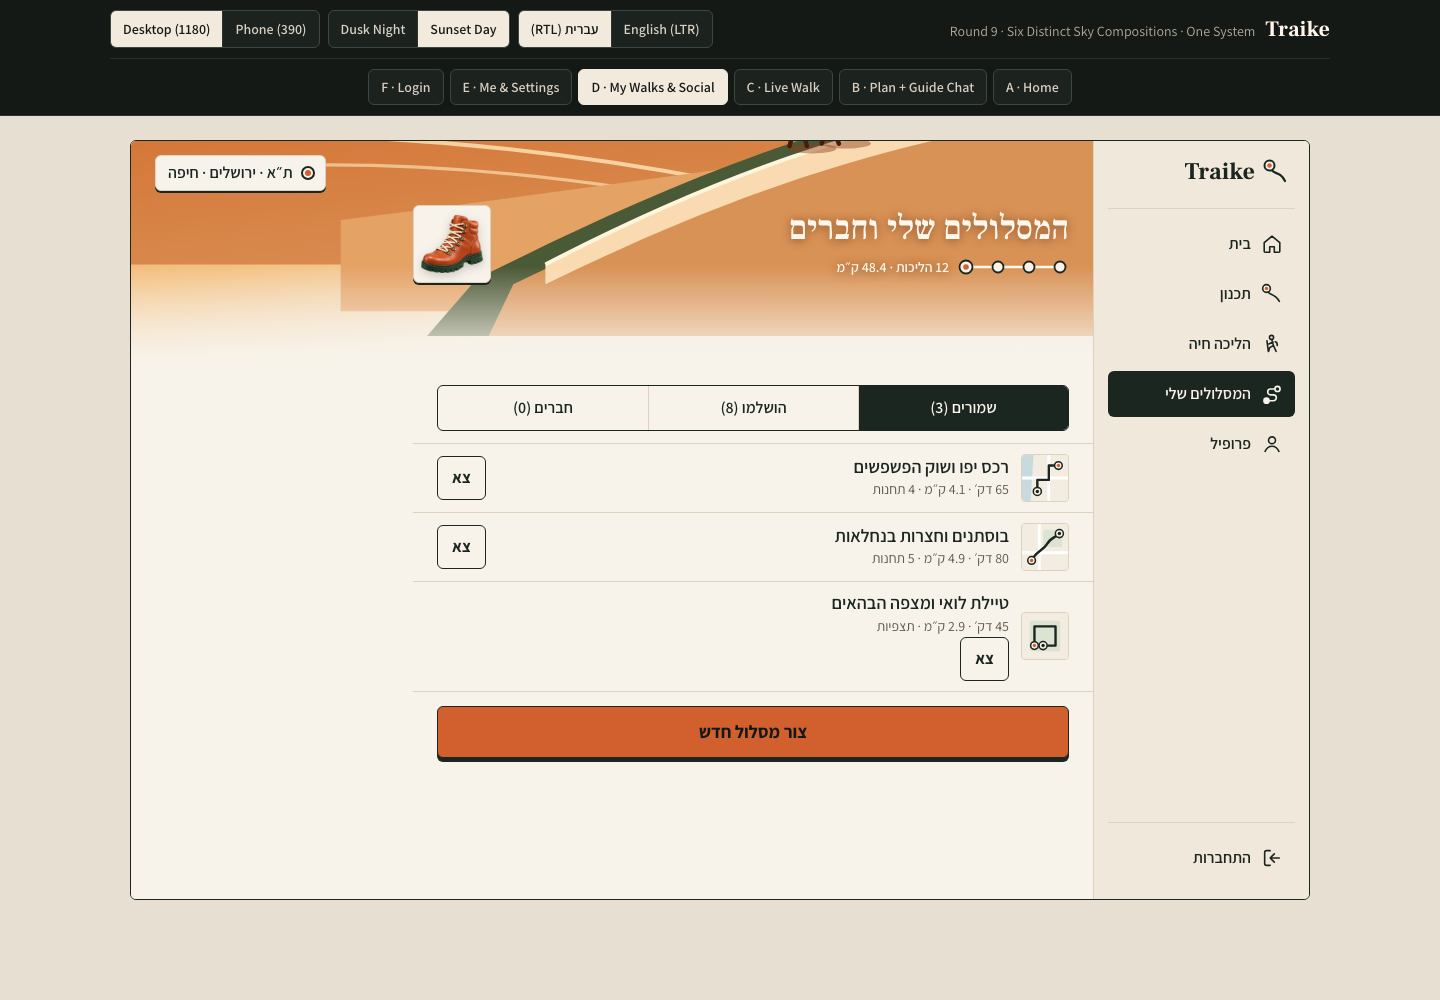 Traike
Round 9 · Six Distinct Sky Compositions · One System
English (LTR)
עברית (RTL)
Sunset Day
Dusk Night
Phone (390)
Desktop (1180)
A · Home
B · Plan + Guide Chat
C · Live Walk
D · My Walks & Social
E · Me & Settings
F · Login
Traike
בית
תכנון
הליכה חיה
המסלולים שלי
פרופיל
התחברות
ת״א · ירושלים · חיפה
המסלולים שלי וחברים
12 הליכות · 48.4 ק״מ
שמורים (3)
הושלמו (8)
חברים (0)
רכס יפו ושוק הפשפשים
65 דק׳ · 4.1 ק״מ · 4 תחנות
צא
בוסתנים וחצרות בנחלאות
80 דק׳ · 4.9 ק״מ · 5 תחנות
צא
טיילת לואי ומצפה הבהאים
45 דק׳ · 2.9 ק״מ · תצפיות
צא
צור מסלול חדש